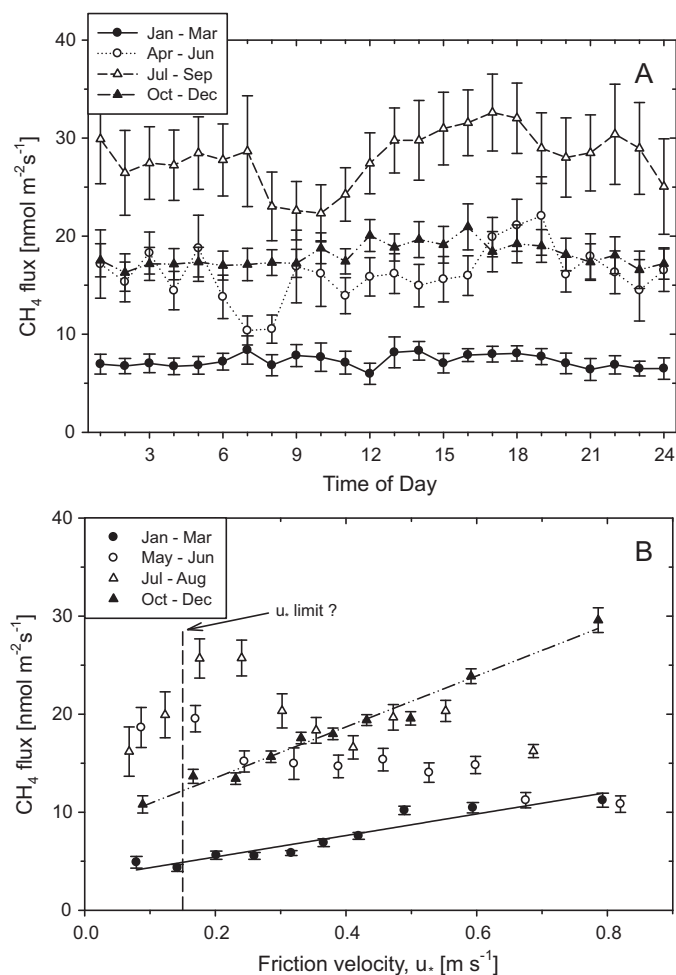 Jan - Mar
Apr - Jun
Jul - Sep
Oct - Dec
A
40
30
20
10
0
CH₄ flux [nmol m⁻²s⁻¹]
3 6 9 12 15 18 21 24
Time of Day
Jan - Mar
May - Jun
Jul - Aug
Oct - Dec
B
u* limit ?
40
30
20
10
0
CH₄ flux [nmol m⁻²s⁻¹]
0.0 0.2 0.4 0.6 0.8
Friction velocity, u* [m s⁻¹]